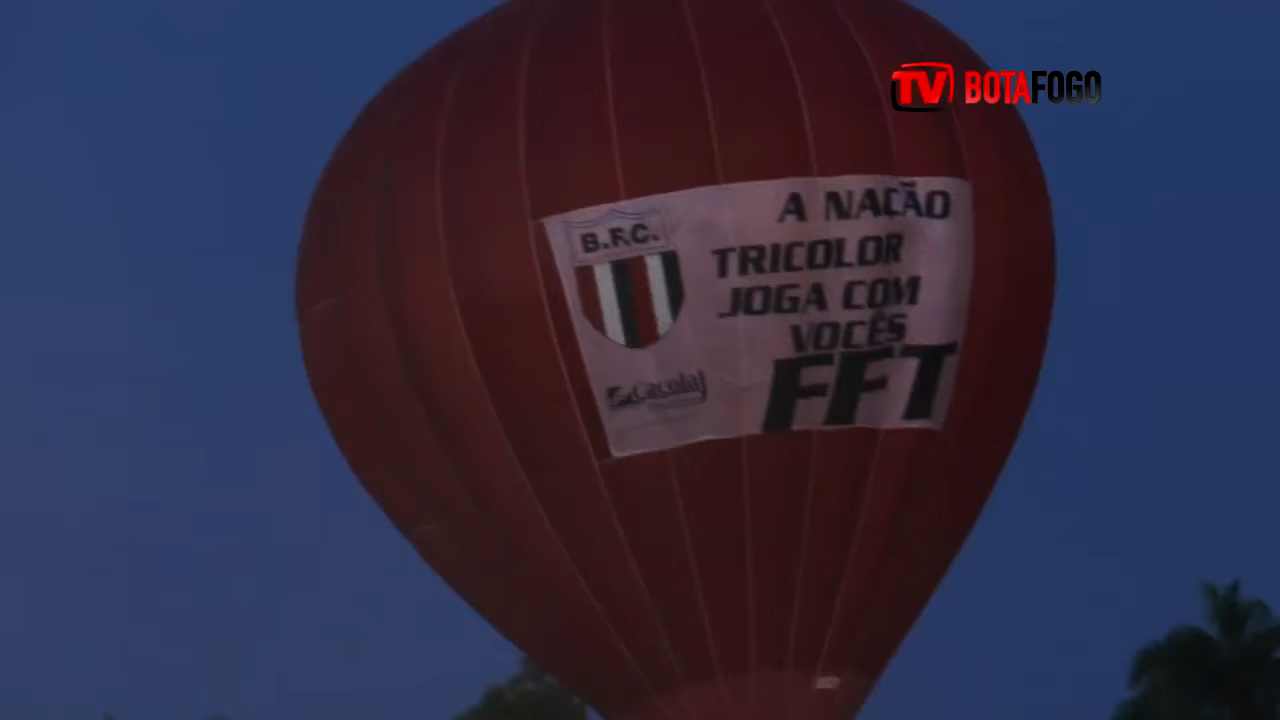 TV BOTAFOGO
A NAÇÃO
B.F.C.
TRICOLOR
JOGA COM
VOCÊS
FFT